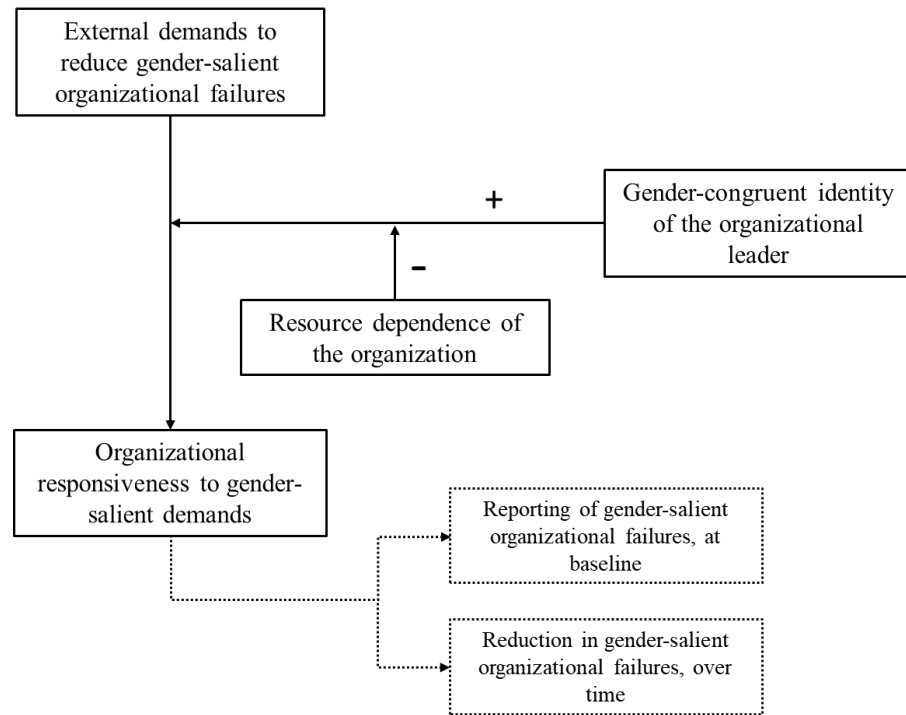 External demands to
reduce gender-salient
organizational failures
+
Gender-congruent identity
of the organizational
leader
-
Resource dependence of
the organization
Organizational
responsiveness to gender-
salient demands
Reporting of gender-salient
organizational failures, at
baseline
Reduction in gender-salient
organizational failures, over
time